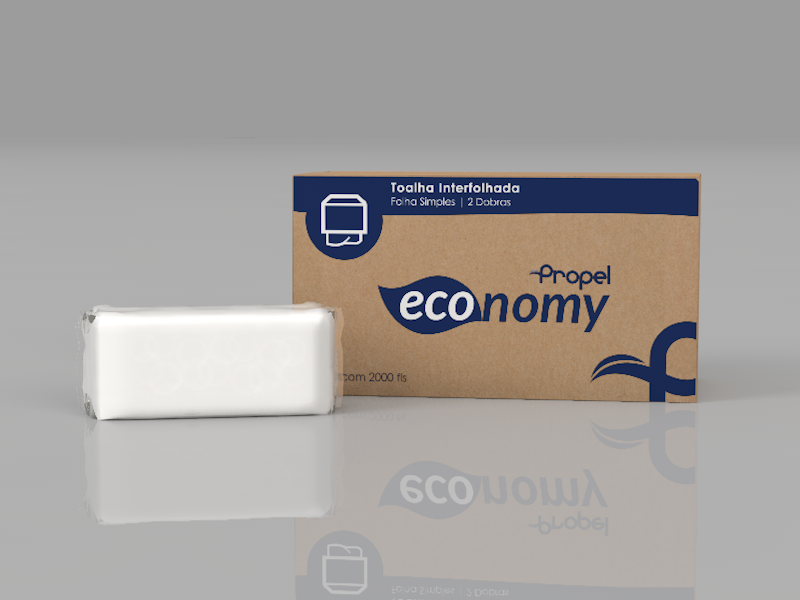 Toalha Interfolhada
Folha Simples | 2 Dobras
Propel
economy
com 2000 fls